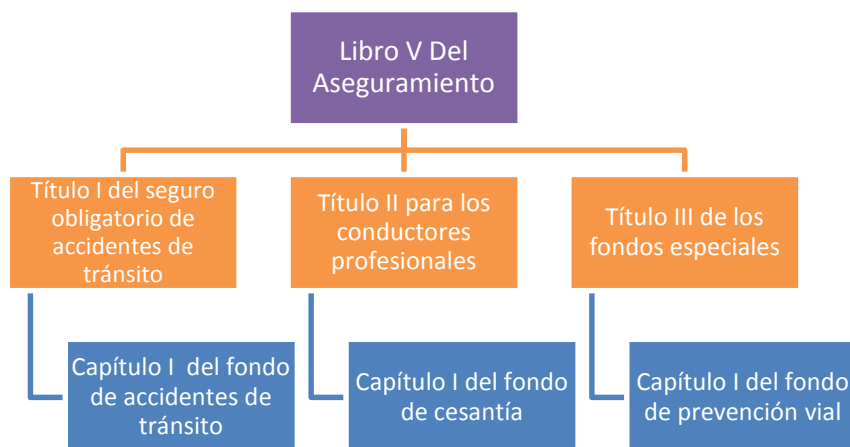 Libro V Del
Aseguramiento
Título I del seguro
obligatorio de
accidentes de
tránsito
Título II para los
conductores
profesionales
Título III de los
fondos especiales
Capítulo I  del fondo
de accidentes de
tránsito
Capítulo I del fondo
de cesantía
Capítulo I del fondo
de prevención vial